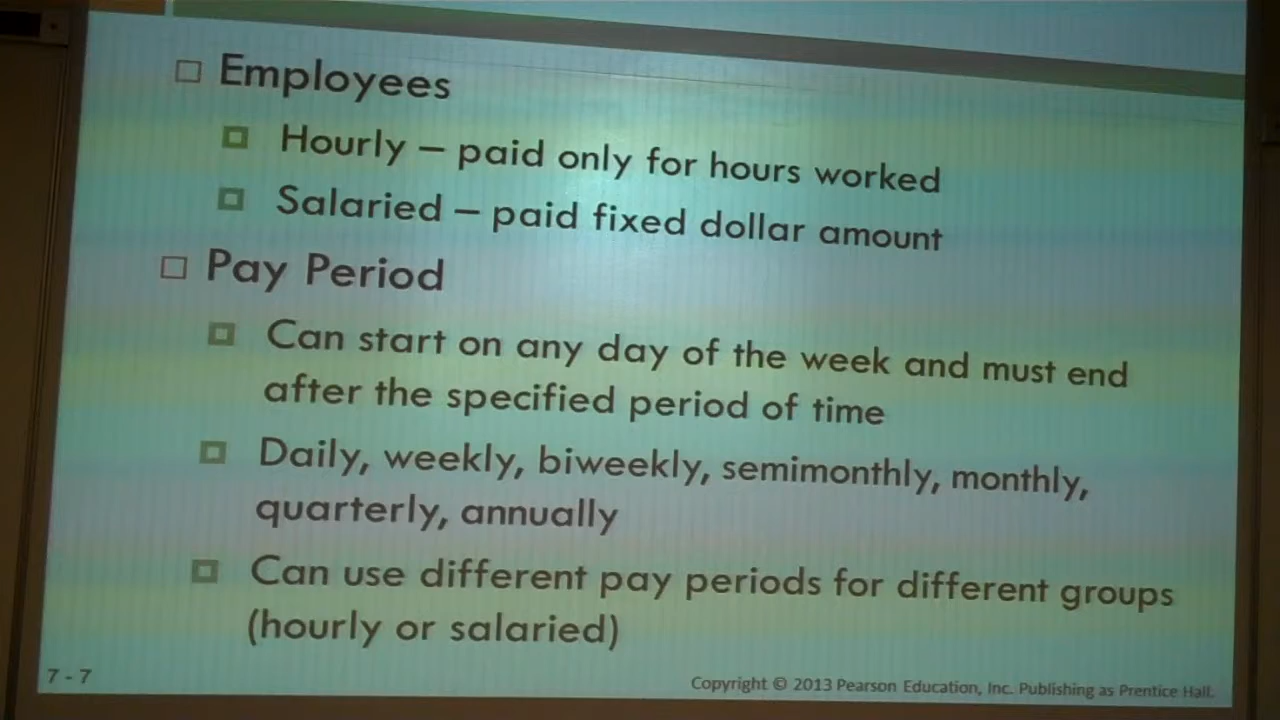 Employees
Hourly – paid only for hours worked
Salaried – paid fixed dollar amount
Pay Period
Can start on any day of the week and must end
after the specified period of time
Daily, weekly, biweekly, semimonthly, monthly,
quarterly, annually
Can use different pay periods for different groups
(hourly or salaried)
7 - 7
Copyright © 2013 Pearson Education, Inc. Publishing as Prentice Hall.